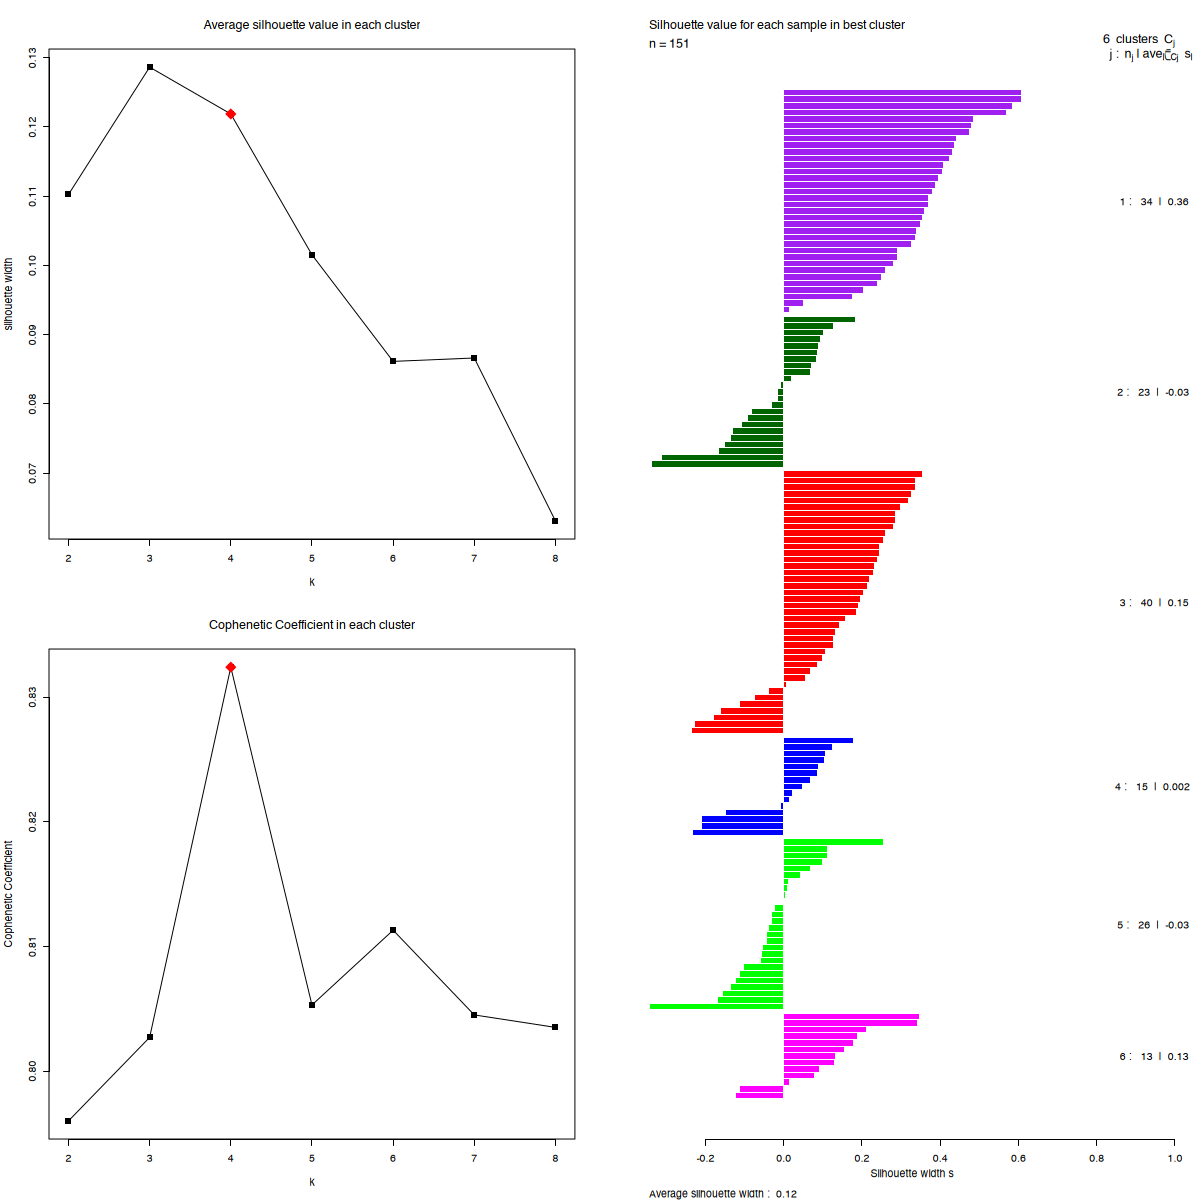 Average silhouette value in each cluster
0.13
0.12
0.11
0.10
0.09
0.08
0.07
silhouette width
2 3 4 5 6 7 8
k
Cophenetic Coefficient in each cluster
0.83
0.82
0.81
0.80
Cophenetic Coefficient
2 3 4 5 6 7 8
k
Silhouette value for each sample in best cluster
n = 151
6 clusters Cj
j : nj | avei∈Cj si
1 : 34 | 0.36
2 : 23 | -0.03
3 : 40 | 0.15
4 : 15 | 0.002
5 : 26 | -0.03
6 : 13 | 0.13
-0.2 0.0 0.2 0.4 0.6 0.8 1.0
Silhouette width s
Average silhouette width : 0.12